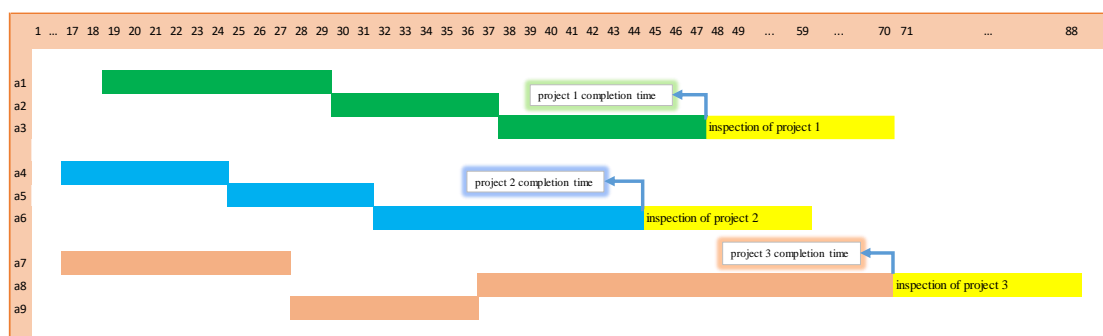 1 ... 17 18 19 20 21 22 23 24 25 26 27 28 29 30 31 32 33 34 35 36 37 38 39 40 41 42 43 44 45 46 47 48 49 ... 59 ... 70 71 ... 88
a1
project 1 completion time
a2
a3 inspection of project 1
a4
project 2 completion time
a5
a6 inspection of project 2
project 3 completion time
a7
a8 inspection of project 3
a9